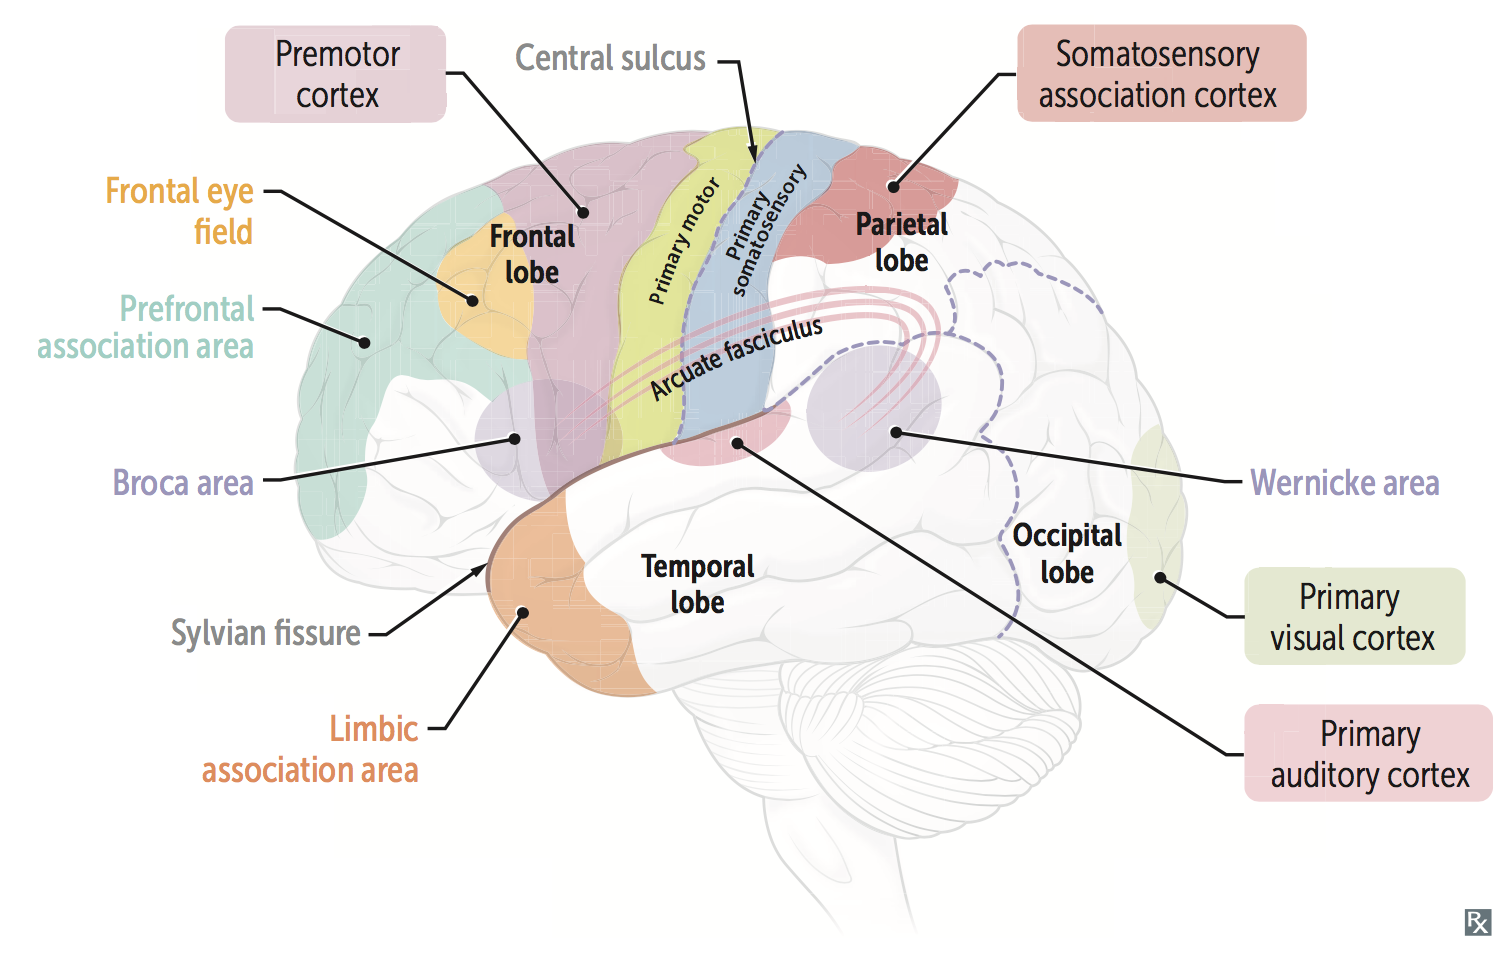 Premotor
cortex
Central sulcus
Somatosensory
association cortex
Frontal eye
field
Prefrontal
association area
Frontal
lobe
Primary motor
Primary
somatosensory
Parietal
lobe
Arcuate fasciculus
Broca area
Wernicke area
Temporal
lobe
Occipital
lobe
Sylvian fissure
Primary
visual cortex
Limbic
association area
Primary
auditory cortex
Rx